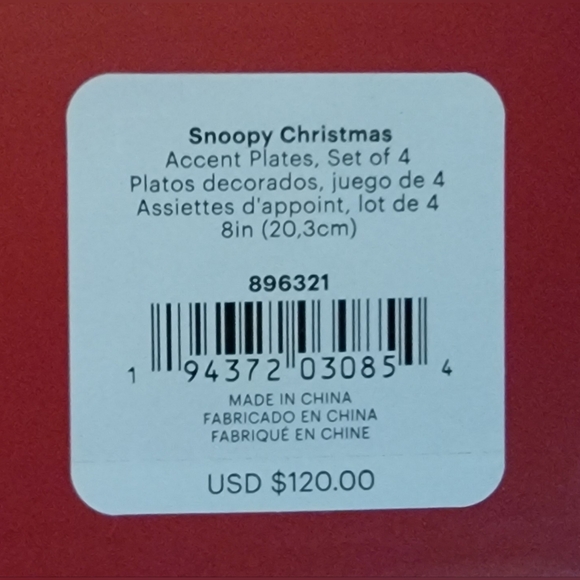 Snoopy Christmas
Accent Plates, Set of 4
Platos decorados, juego de 4
Assiettes d'appoint, lot de 4
8in (20,3cm)
896321
1 94372 03085 4
MADE IN CHINA
FABRICADO EN CHINA
FABRIQUÉ EN CHINE
USD $120.00